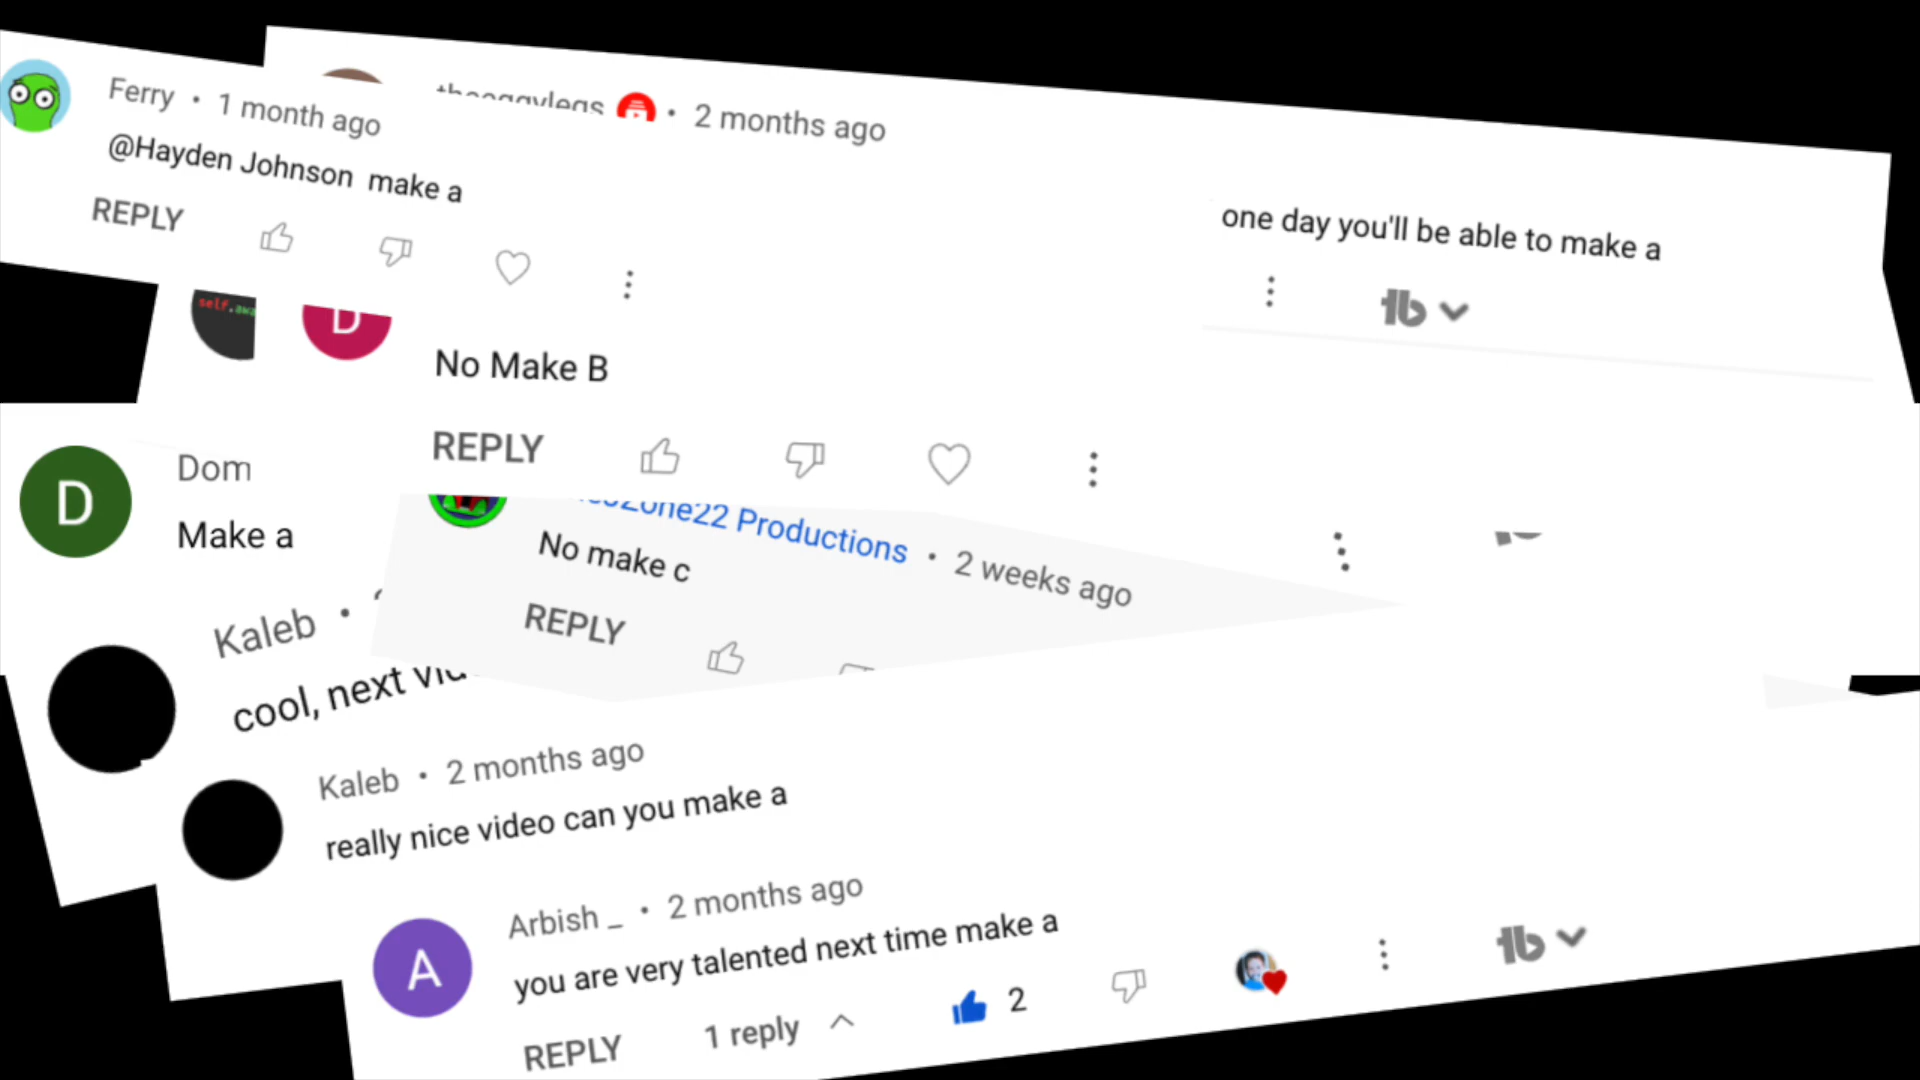 Ferry • 1 month ago
@Hayden Johnson make a
REPLY
• 2 months ago
one day you'll be able to make a
self.
D
No Make B
REPLY
D
Dom
Make a
Productions • 2 weeks ago
No make c
REPLY
Kaleb •
cool, next
Kaleb • 2 months ago
really nice video can you make a
A
Arbish _ • 2 months ago
you are very talented next time make a
REPLY 1 reply 2